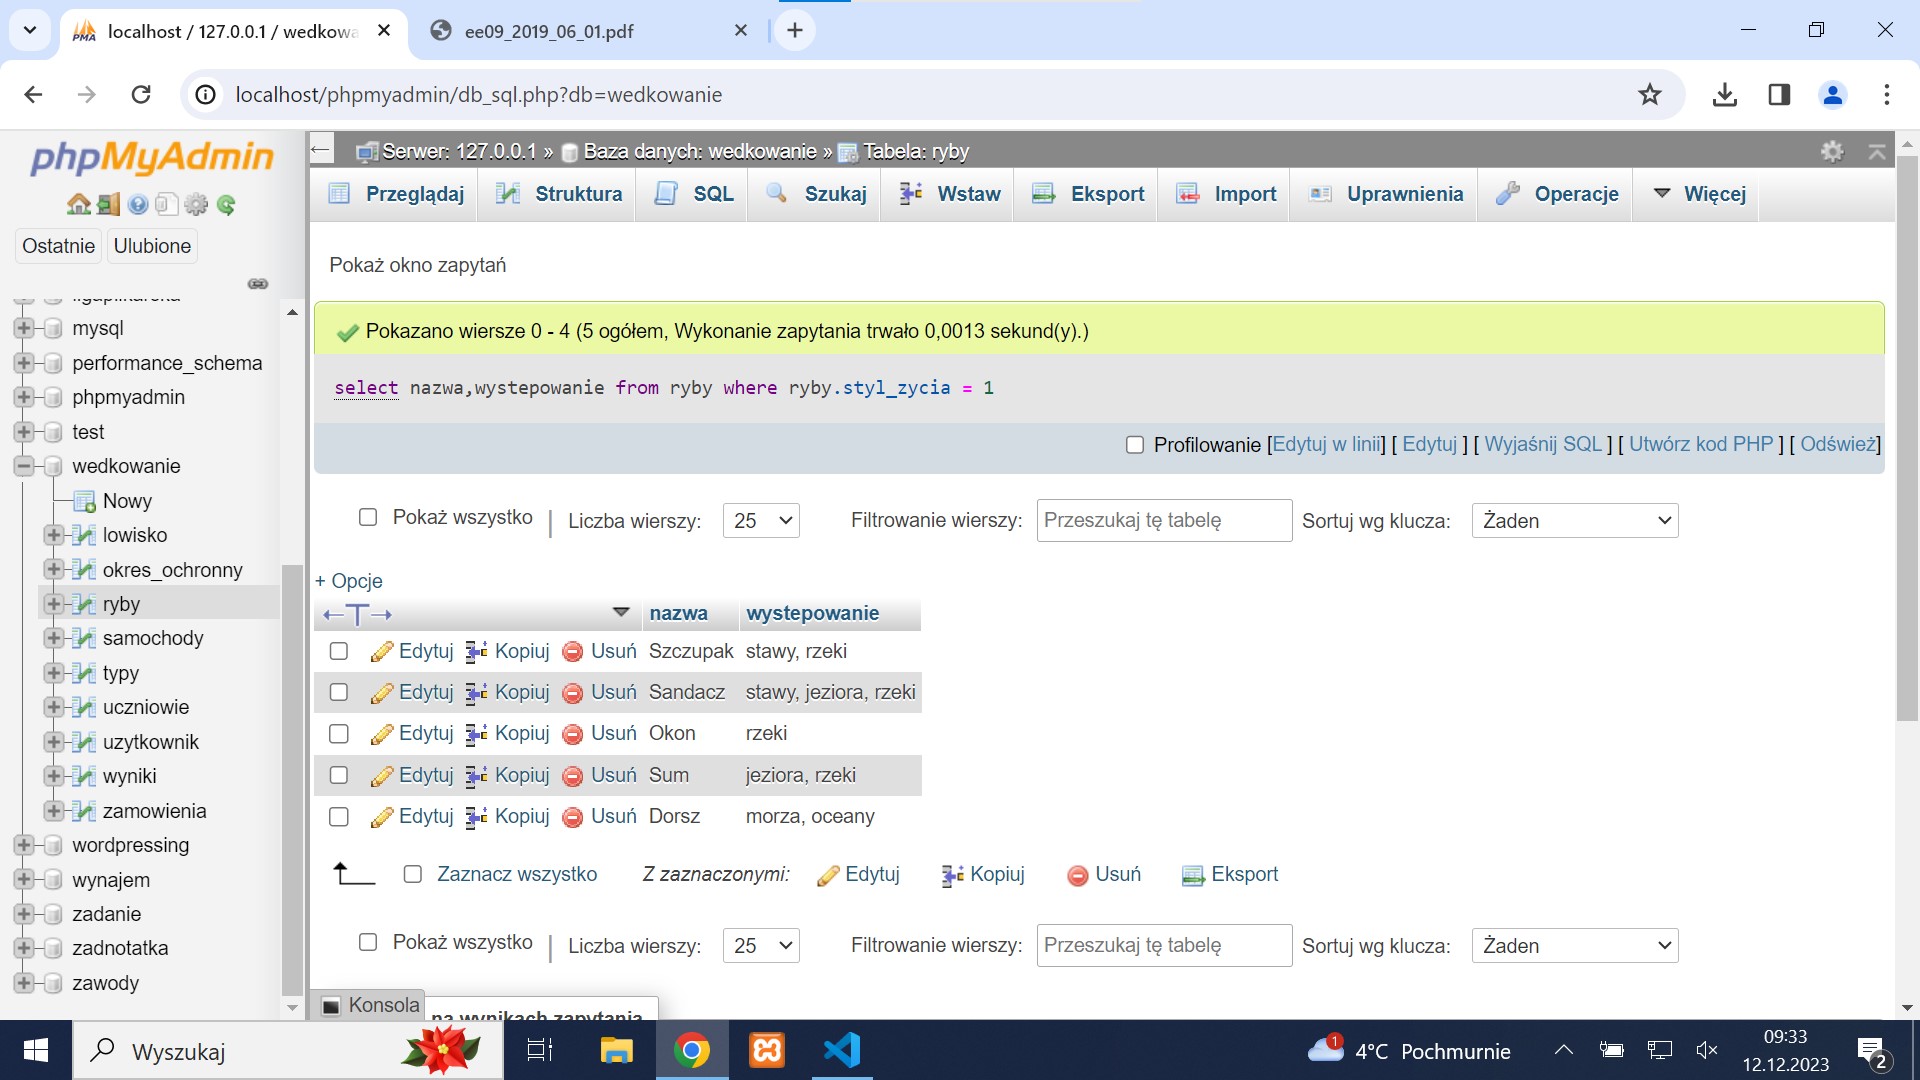 localhost / 127.0.0.1 / wedkowa
ee09_2019_06_01.pdf
localhost/phpmyadmin/db_sql.php?db=wedkowanie
phpMyAdmin
Ostatnie Ulubione
mysql
performance_schema
phpmyadmin
test
wedkowanie
Nowy
lowisko
okres_ochronny
ryby
samochody
typy
uczniowie
uzytkownik
wyniki
zamowienia
wordpressing
wynajem
zadanie
zadnotatka
zawody
Serwer: 127.0.0.1 » Baza danych: wedkowanie » Tabela: ryby
Przeglądaj Struktura SQL Szukaj Wstaw Eksport Import Uprawnienia Operacje Więcej
Pokaż okno zapytań
Pokazano wiersze 0 - 4 (5 ogółem, Wykonanie zapytania trwało 0,0013 sekund(y).)
select nazwa,wystepowanie from ryby where ryby.styl_zycia = 1
Profilowanie [Edytuj w linii] [ Edytuj ] [ Wyjaśnij SQL ] [ Utwórz kod PHP ] [ Odśwież]
Pokaż wszystko | Liczba wierszy: 25 Filtrowanie wierszy: Przeszukaj tę tabelę Sortuj wg klucza: Żaden
+ Opcje
←T→ nazwa wystepowanie
Edytuj Kopiuj Usuń Szczupak stawy, rzeki
Edytuj Kopiuj Usuń Sandacz stawy, jeziora, rzeki
Edytuj Kopiuj Usuń Okon rzeki
Edytuj Kopiuj Usuń Sum jeziora, rzeki
Edytuj Kopiuj Usuń Dorsz morza, oceany
Zaznacz wszystko Z zaznaczonymi: Edytuj Kopiuj Usuń Eksport
Pokaż wszystko | Liczba wierszy: 25 Filtrowanie wierszy: Przeszukaj tę tabelę Sortuj wg klucza: Żaden
Konsola
na wynikach zapytania
Wyszukaj
1
4°C Pochmurnie
09:33
12.12.2023
2